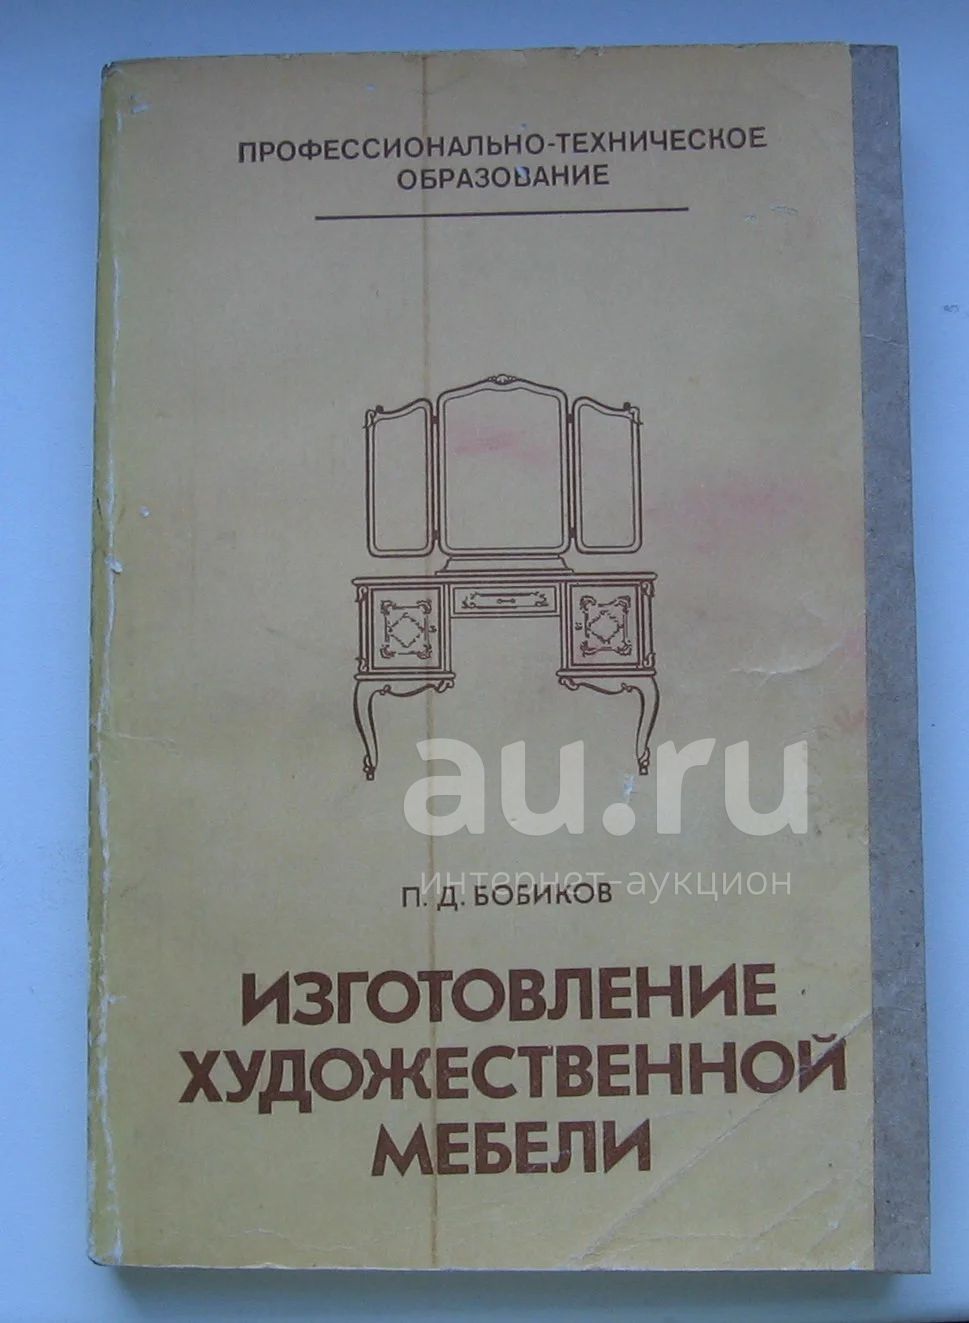 ПРОФЕССИОНАЛЬНО-ТЕХНИЧЕСКОЕ
ОБРАЗОВАНИЕ
au.ru
интернет-аукцион
П. Д. БОБИКОВ
ИЗГОТОВЛЕНИЕ
ХУДОЖЕСТВЕННОЙ
МЕБЕЛИ